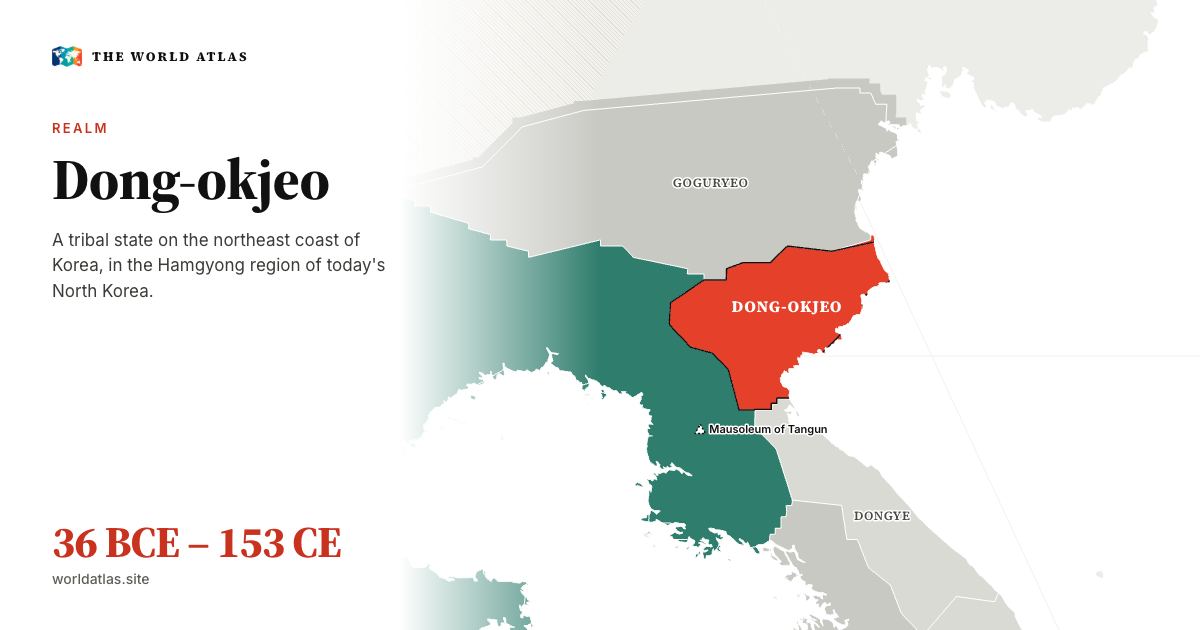 THE WORLD ATLAS
REALM
Dong-okjeo
A tribal state on the northeast coast of
Korea, in the Hamgyong region of today's
North Korea.
36 BCE – 153 CE
worldatlas.site
GOGURYEO
DONG-OKJEO
Mausoleum of Tangun
DONGYE